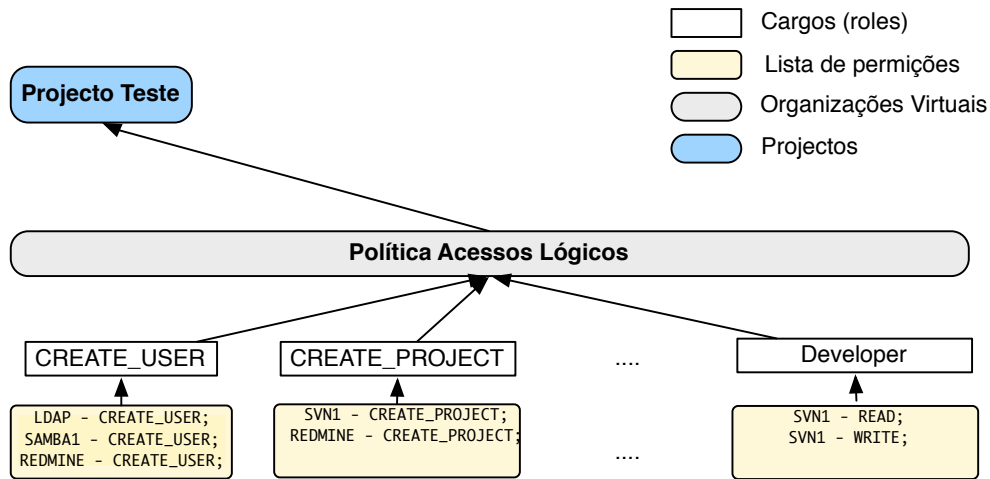 Cargos (roles)
Lista de permições
Organizações Virtuais
Projectos
Projecto Teste
Política Acessos Lógicos
CREATE_USER
CREATE_PROJECT
....
Developer
LDAP - CREATE_USER;
SAMBA1 - CREATE_USER;
REDMINE - CREATE_USER;
SVN1 - CREATE_PROJECT;
REDMINE - CREATE_PROJECT;
....
SVN1 - READ;
SVN1 - WRITE;